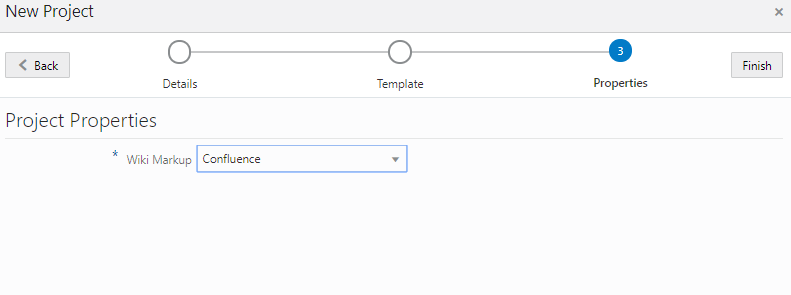 New Project
×
Back
3
Finish
Details
Template
Properties
Project Properties
* Wiki Markup Confluence